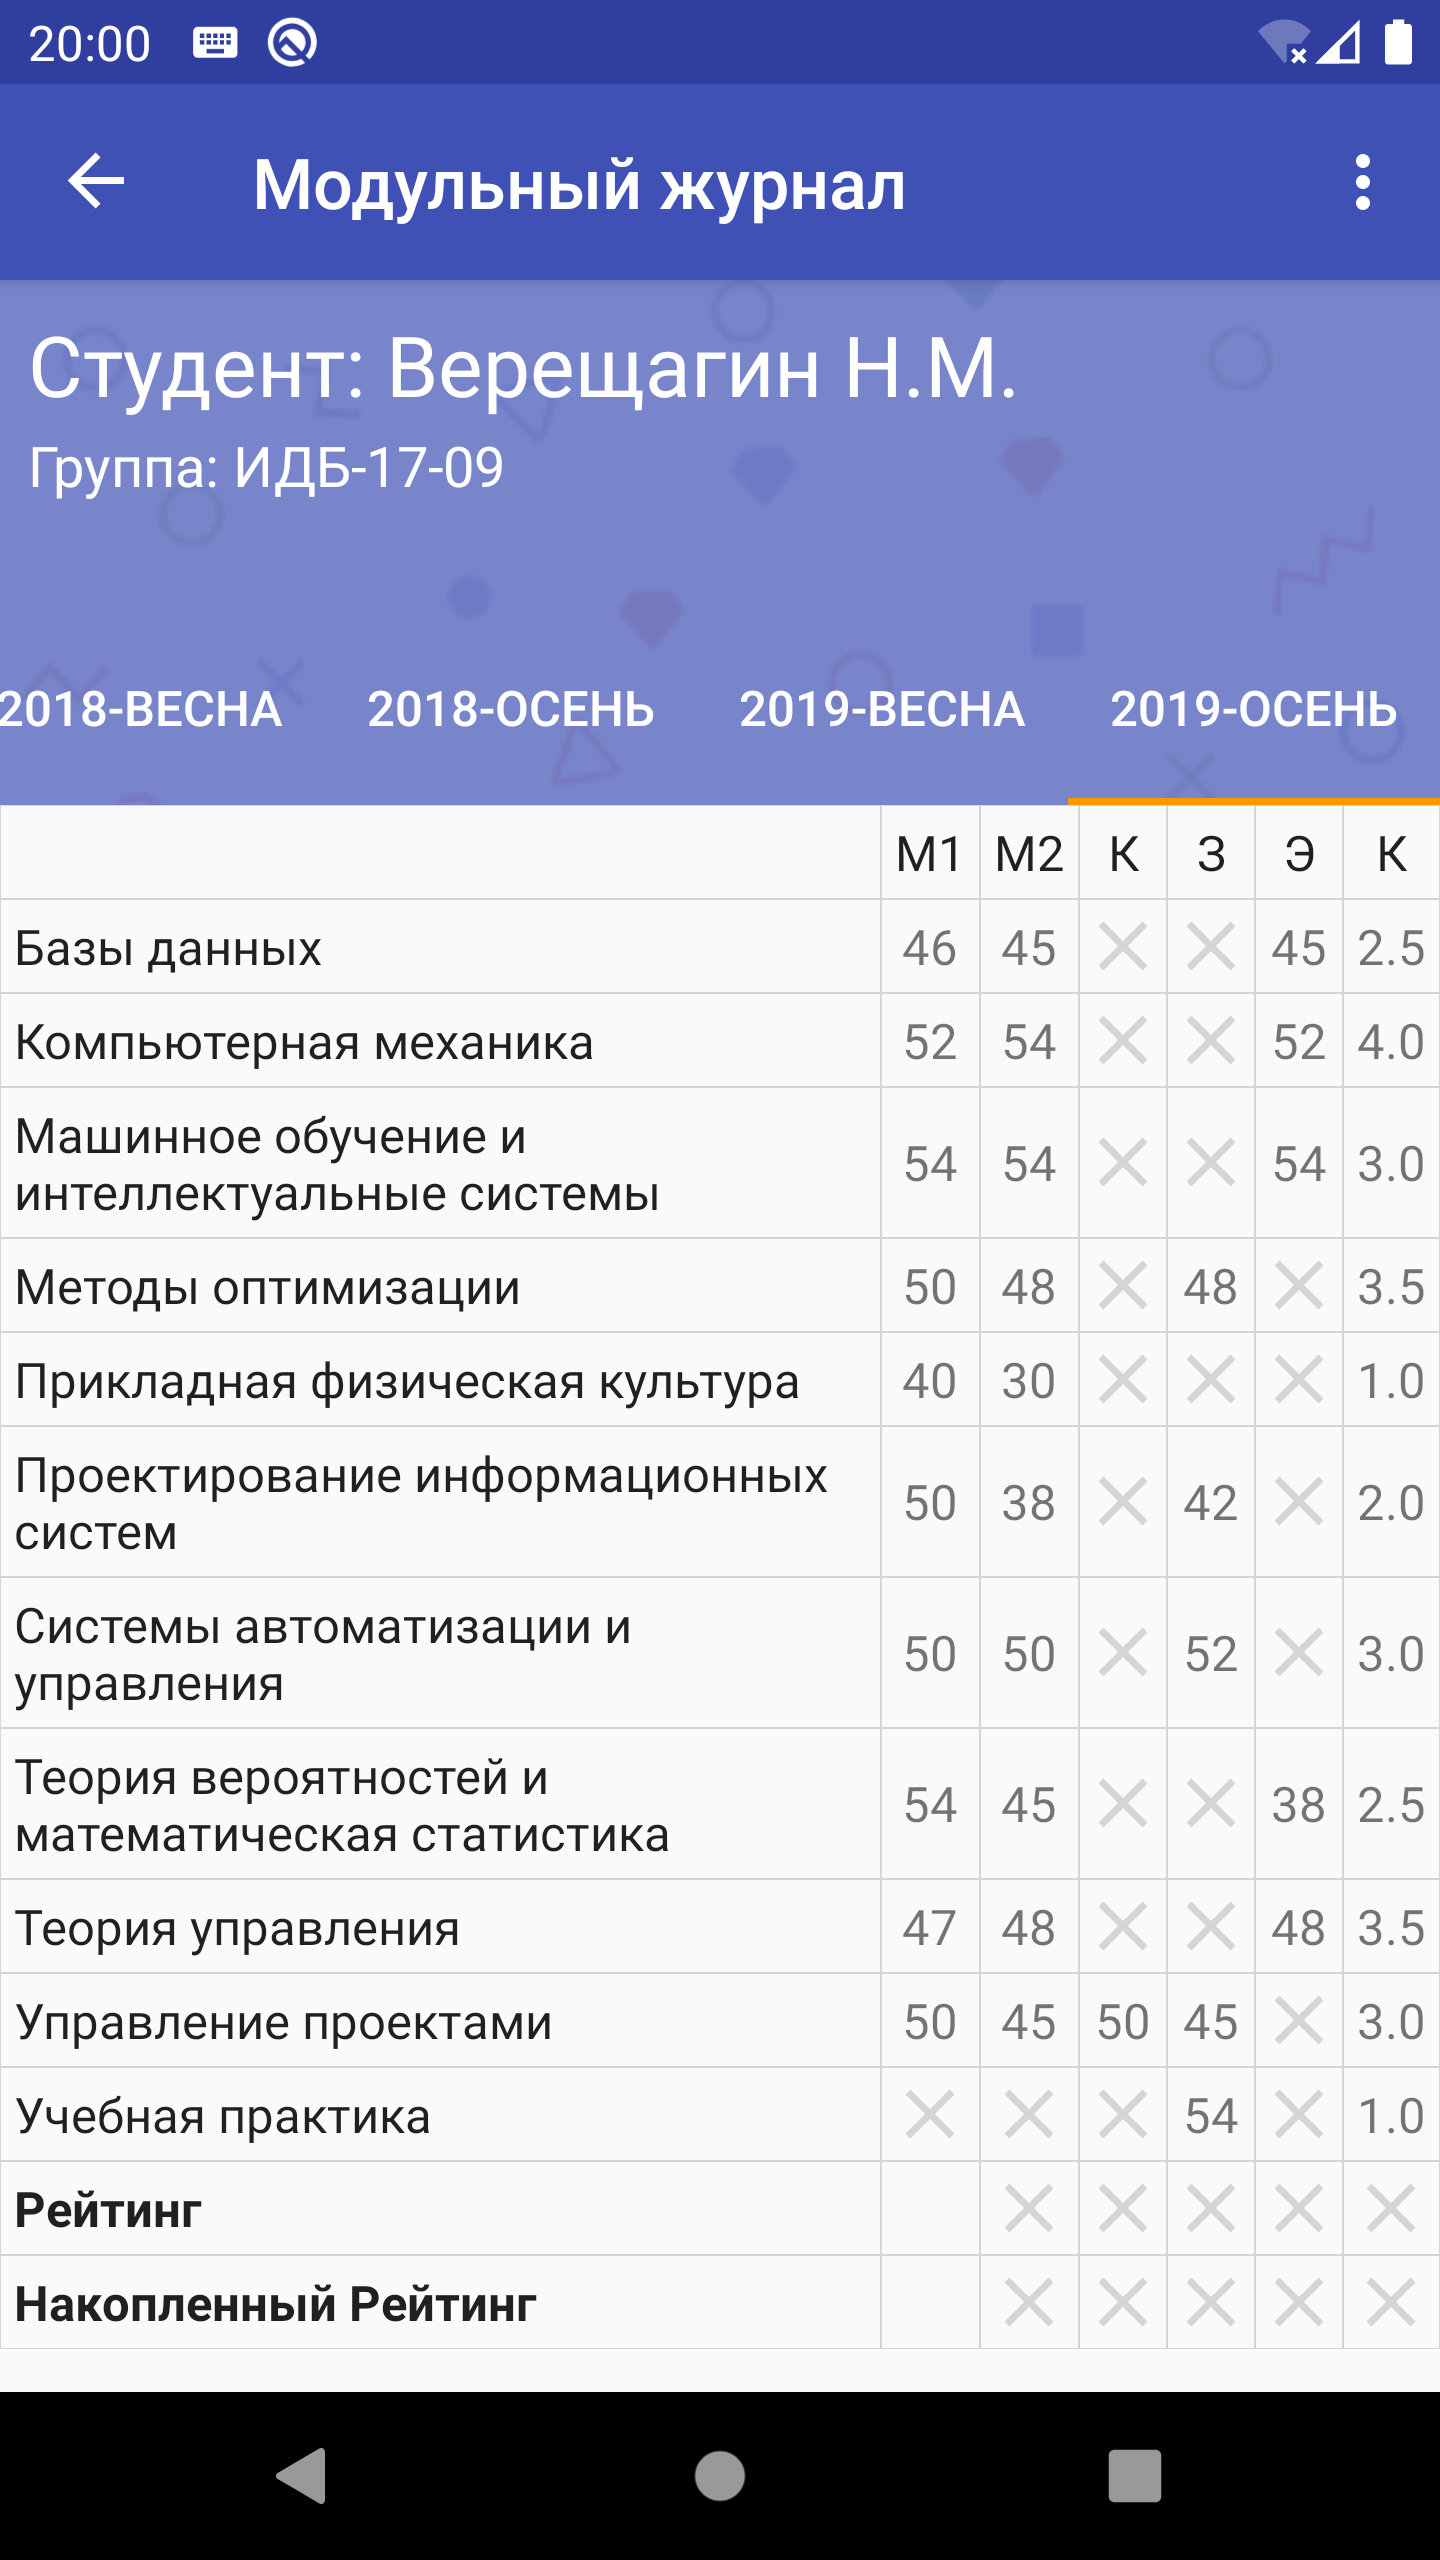 20:00
Модульный журнал
Студент: Верещагин Н.М.
Группа: ИДБ-17-09
2018-ВЕСНА 2018-ОСЕНЬ 2019-ВЕСНА 2019-ОСЕНЬ
М1 М2 К З Э К
Базы данных 46 45 45 2.5
Компьютерная механика 52 54 52 4.0
Машинное обучение и
интеллектуальные системы 54 54 54 3.0
Методы оптимизации 50 48 48 3.5
Прикладная физическая культура 40 30 1.0
Проектирование информационных
систем 50 38 42 2.0
Системы автоматизации и
управления 50 50 52 3.0
Теория вероятностей и
математическая статистика 54 45 38 2.5
Теория управления 47 48 48 3.5
Управление проектами 50 45 50 45 3.0
Учебная практика 54 1.0
Рейтинг
Накопленный Рейтинг